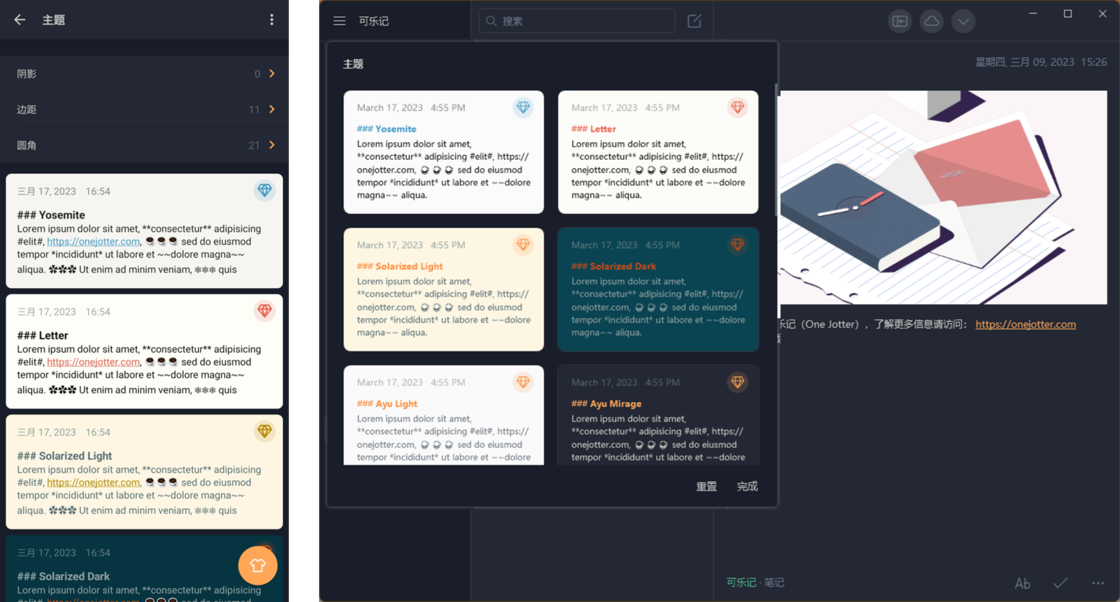 主题
阴影 0
边距 11
圆角 21
三月 17, 2023 16:54
### Yosemite
Lorem ipsum dolor sit amet, **consectetur** adipisicing
#elit#, https://onejotter.com, sed do eiusmod
tempor *incididunt* ut labore et ~~dolore magna~~
aliqua. ✽✽✽ Ut enim ad minim veniam, ❄❄❄ quis
三月 17, 2023 16:54
### Letter
Lorem ipsum dolor sit amet, **consectetur** adipisicing
#elit#, https://onejotter.com, sed do eiusmod
tempor *incididunt* ut labore et ~~dolore magna~~
aliqua. ✽✽✽ Ut enim ad minim veniam, ❄❄❄ quis
三月 17, 2023 16:54
### Solarized Light
Lorem ipsum dolor sit amet, **consectetur** adipisicing
#elit#, https://onejotter.com, sed do eiusmod
tempor *incididunt* ut labore et ~~dolore magna~~
aliqua. ✽✽✽ Ut enim ad minim veniam, ❄❄❄ quis
三月 17, 2023 16:54
### Solarized Dark
Lorem ipsum dolor sit amet, **consectetur** adipisicing
#elit#, https://onejotter.com, sed do eiusmod
可乐记
搜索
星期四, 三月 09, 2023 15:26
主题
March 17, 2023 4:55 PM
### Yosemite
Lorem ipsum dolor sit amet,
**consectetur** adipisicing #elit#, https://
onejotter.com, sed do eiusmod
tempor *incididunt* ut labore et ~~dolore
magna~~ aliqua.
March 17, 2023 4:55 PM
### Letter
Lorem ipsum dolor sit amet,
**consectetur** adipisicing #elit#, https://
onejotter.com, sed do eiusmod
tempor *incididunt* ut labore et ~~dolore
magna~~ aliqua.
March 17, 2023 4:55 PM
### Solarized Light
Lorem ipsum dolor sit amet,
**consectetur** adipisicing #elit#, https://
onejotter.com, sed do eiusmod
tempor *incididunt* ut labore et ~~dolore
magna~~ aliqua.
March 17, 2023 4:55 PM
### Solarized Dark
Lorem ipsum dolor sit amet,
**consectetur** adipisicing #elit#, https://
onejotter.com, sed do eiusmod
tempor *incididunt* ut labore et ~~dolore
magna~~ aliqua.
March 17, 2023 4:55 PM
### Ayu Light
Lorem ipsum dolor sit amet,
**consectetur** adipisicing #elit#, https://
onejotter.com, sed do eiusmod
tempor *incididunt* ut labore et ~~dolore
March 17, 2023 4:55 PM
### Ayu Mirage
Lorem ipsum dolor sit amet,
**consectetur** adipisicing #elit#, https://
onejotter.com, sed do eiusmod
tempor *incididunt* ut labore et ~~dolore
重置 完成
乐记（One Jotter），了解更多信息请访问： https://onejotter.com
可乐记 · 笔记
Ab